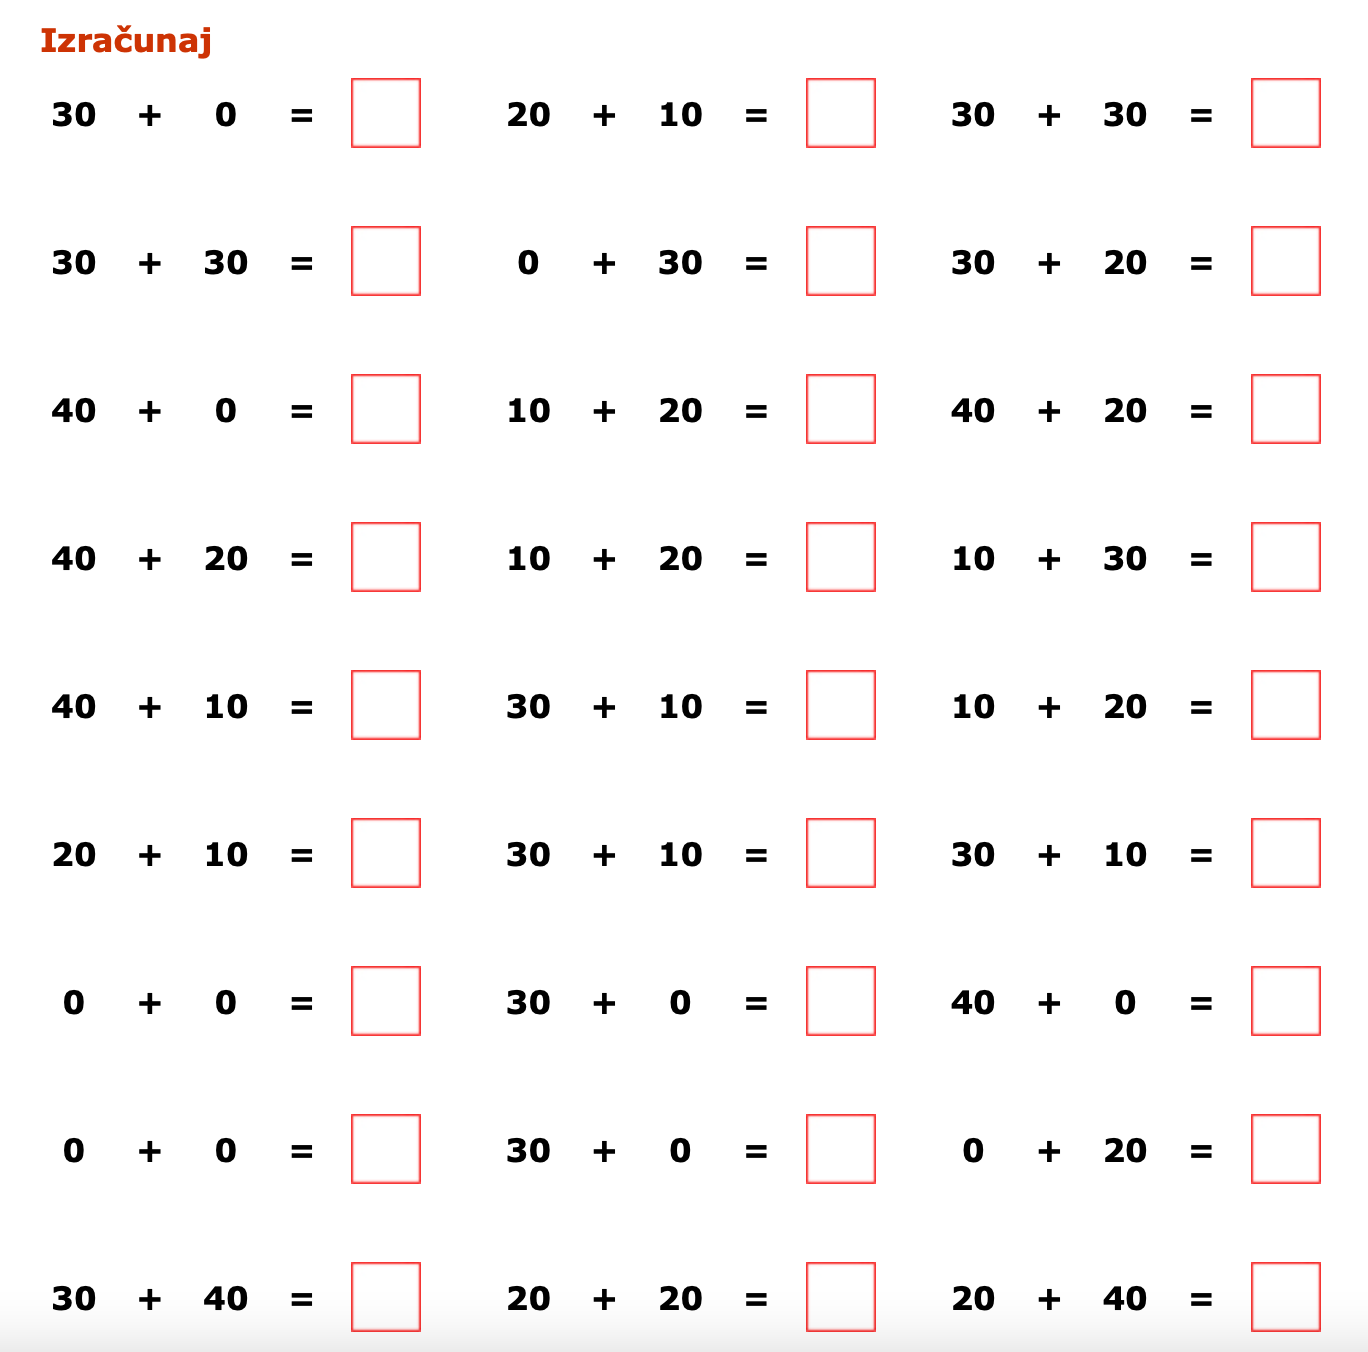 Izračunaj
30 + 0 = 20 + 10 = 30 + 30 =
30 + 30 = 0 + 30 = 30 + 20 =
40 + 0 = 10 + 20 = 40 + 20 =
40 + 20 = 10 + 20 = 10 + 30 =
40 + 10 = 30 + 10 = 10 + 20 =
20 + 10 = 30 + 10 = 30 + 10 =
0 + 0 = 30 + 0 = 40 + 0 =
0 + 0 = 30 + 0 = 0 + 20 =
30 + 40 = 20 + 20 = 20 + 40 =